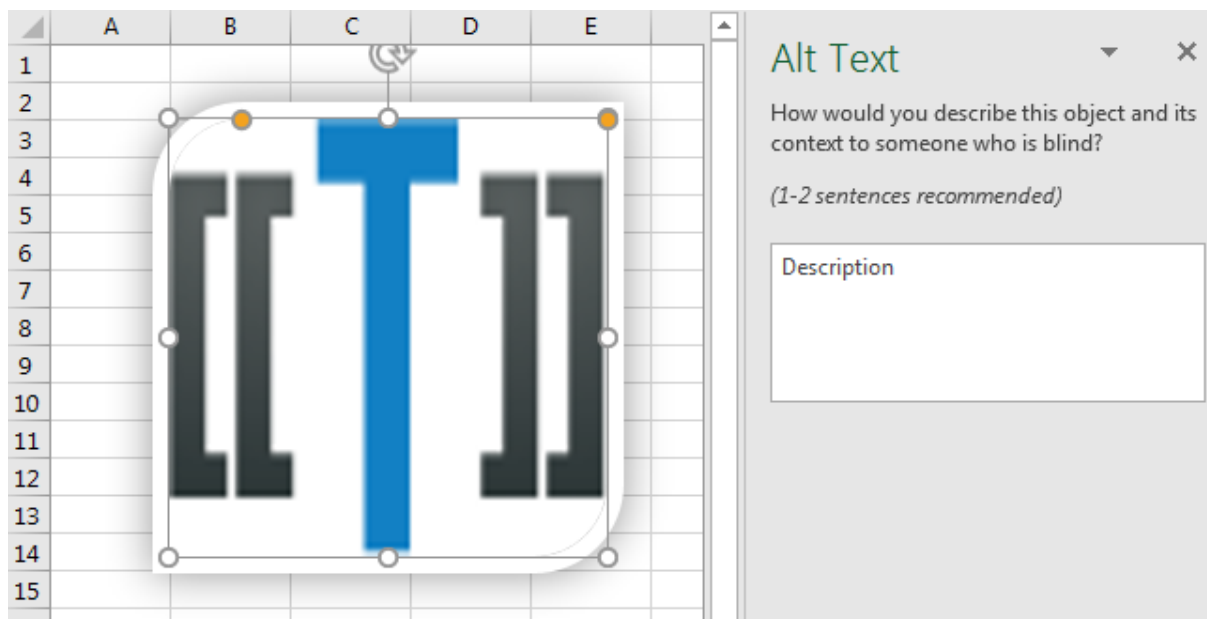 A B C D E
1
2
3
4
5
6
7
8
9
10
11
12
13
14
15
[[T]]
Alt Text
How would you describe this object and its
context to someone who is blind?
(1-2 sentences recommended)
Description